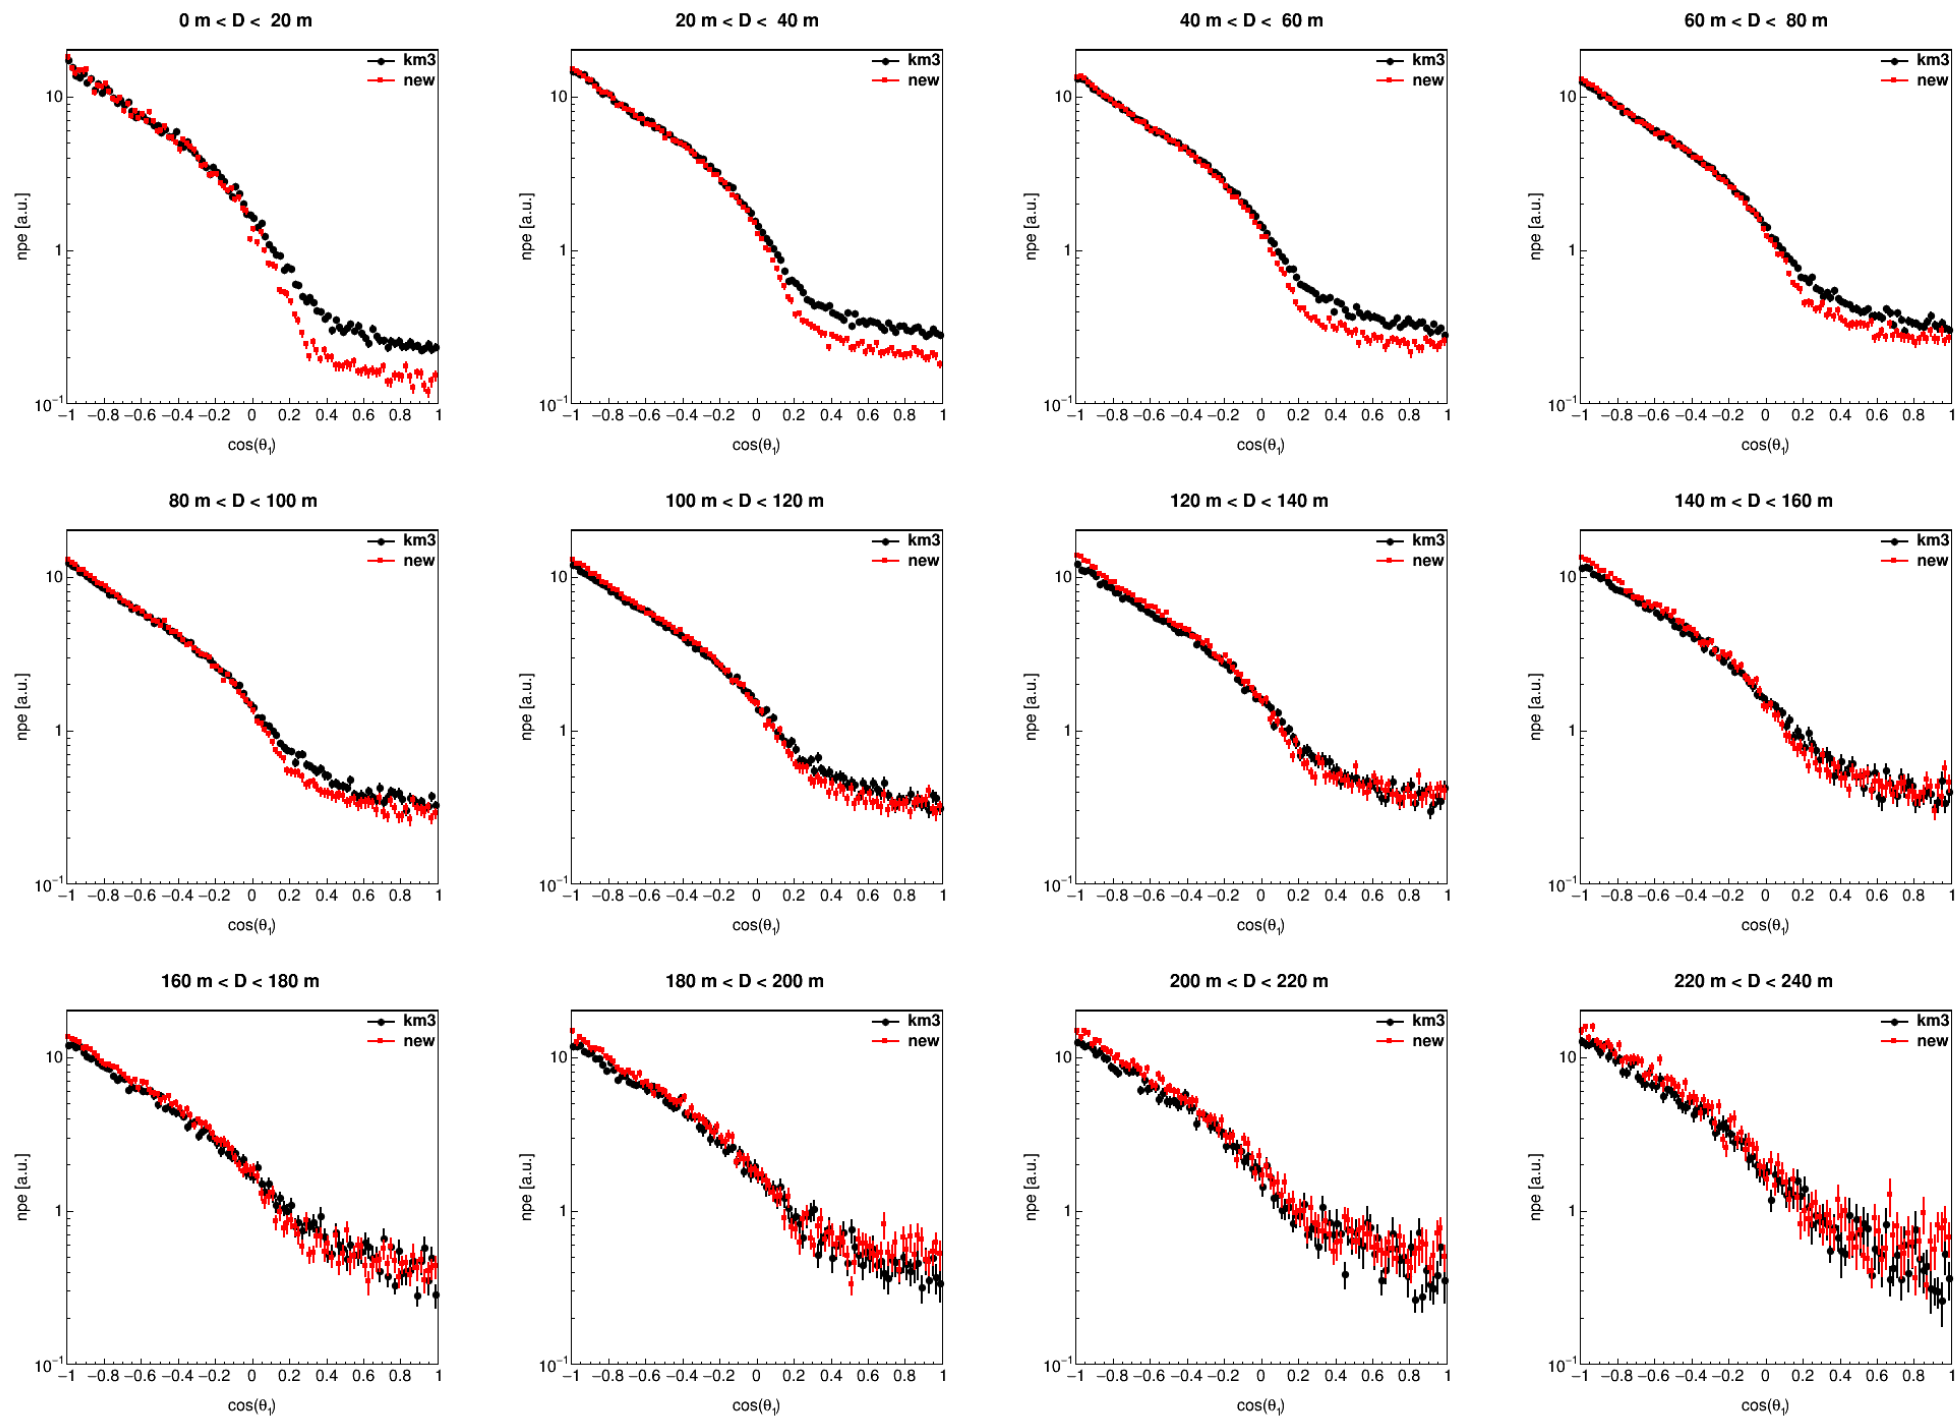 0 m < D < 20 m
km3
new
10
1
10⁻¹
npe [a.u.]
−1 −0.8 −0.6 −0.4 −0.2 0 0.2 0.4 0.6 0.8 1
cos(θ₁)
20 m < D < 40 m
km3
new
10
1
10⁻¹
npe [a.u.]
−1 −0.8 −0.6 −0.4 −0.2 0 0.2 0.4 0.6 0.8 1
cos(θ₁)
40 m < D < 60 m
km3
new
10
1
10⁻¹
npe [a.u.]
−1 −0.8 −0.6 −0.4 −0.2 0 0.2 0.4 0.6 0.8 1
cos(θ₁)
60 m < D < 80 m
km3
new
10
1
10⁻¹
npe [a.u.]
−1 −0.8 −0.6 −0.4 −0.2 0 0.2 0.4 0.6 0.8 1
cos(θ₁)
80 m < D < 100 m
km3
new
10
1
10⁻¹
npe [a.u.]
−1 −0.8 −0.6 −0.4 −0.2 0 0.2 0.4 0.6 0.8 1
cos(θ₁)
100 m < D < 120 m
km3
new
10
1
10⁻¹
npe [a.u.]
−1 −0.8 −0.6 −0.4 −0.2 0 0.2 0.4 0.6 0.8 1
cos(θ₁)
120 m < D < 140 m
km3
new
10
1
10⁻¹
npe [a.u.]
−1 −0.8 −0.6 −0.4 −0.2 0 0.2 0.4 0.6 0.8 1
cos(θ₁)
140 m < D < 160 m
km3
new
10
1
10⁻¹
npe [a.u.]
−1 −0.8 −0.6 −0.4 −0.2 0 0.2 0.4 0.6 0.8 1
cos(θ₁)
160 m < D < 180 m
km3
new
10
1
10⁻¹
npe [a.u.]
−1 −0.8 −0.6 −0.4 −0.2 0 0.2 0.4 0.6 0.8 1
cos(θ₁)
180 m < D < 200 m
km3
new
10
1
10⁻¹
npe [a.u.]
−1 −0.8 −0.6 −0.4 −0.2 0 0.2 0.4 0.6 0.8 1
cos(θ₁)
200 m < D < 220 m
km3
new
10
1
10⁻¹
npe [a.u.]
−1 −0.8 −0.6 −0.4 −0.2 0 0.2 0.4 0.6 0.8 1
cos(θ₁)
220 m < D < 240 m
km3
new
10
1
10⁻¹
npe [a.u.]
−1 −0.8 −0.6 −0.4 −0.2 0 0.2 0.4 0.6 0.8 1
cos(θ₁)